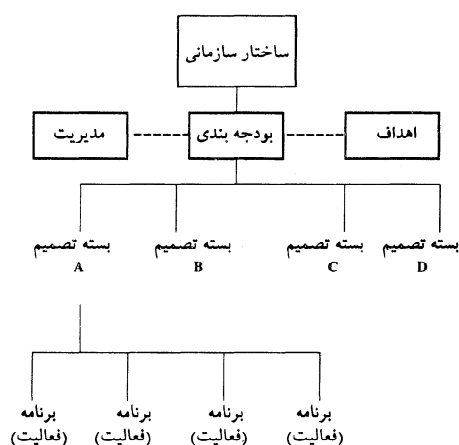 ساختار سازمانی
اهداف
بودجه بندی
مدیریت
بسته تصمیم
D
بسته تصمیم
C
بسته تصمیم
B
بسته تصمیم
A
برنامه
(فعالیت)
برنامه
(فعالیت)
برنامه
(فعالیت)
برنامه
(فعالیت)